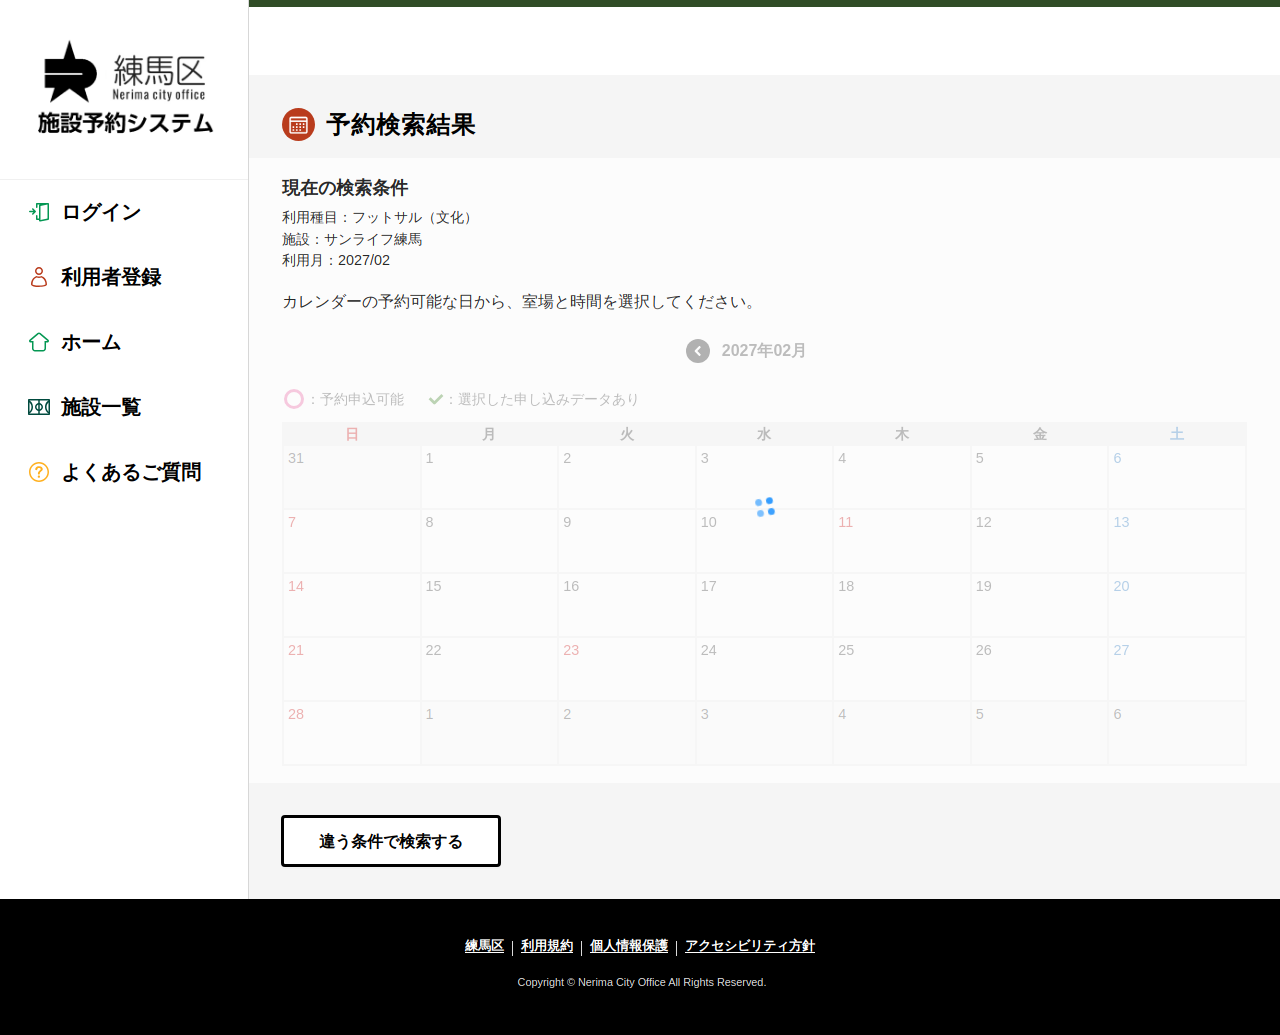 練馬区
Nerima city office
施設予約システム
ログイン
利用者登録
ホーム
施設一覧
よくあるご質問
予約検索結果
現在の検索条件
利用種目：フットサル（文化）
施設：サンライフ練馬
利用月：2027/02
カレンダーの予約可能な日から、室場と時間を選択してください。
2027年02月
：予約申込可能 ：選択した申し込みデータあり
日 月 火 水 木 金 土
31 1 2 3 4 5 6
7 8 9 10 11 12 13
14 15 16 17 18 19 20
21 22 23 24 25 26 27
28 1 2 3 4 5 6
違う条件で検索する
練馬区 | 利用規約 | 個人情報保護 | アクセシビリティ方針
Copyright © Nerima City Office All Rights Reserved.